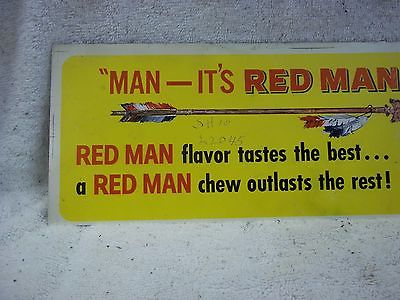 "MAN — IT'S RED MAN
RED MAN flavor tastes the best...
a RED MAN chew outlasts the rest!